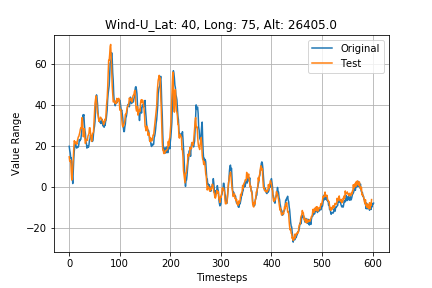 Wind-U_Lat: 40, Long: 75, Alt: 26405.0
Original
Test
Value Range
60
40
20
0
−20
0 100 200 300 400 500 600
Timesteps